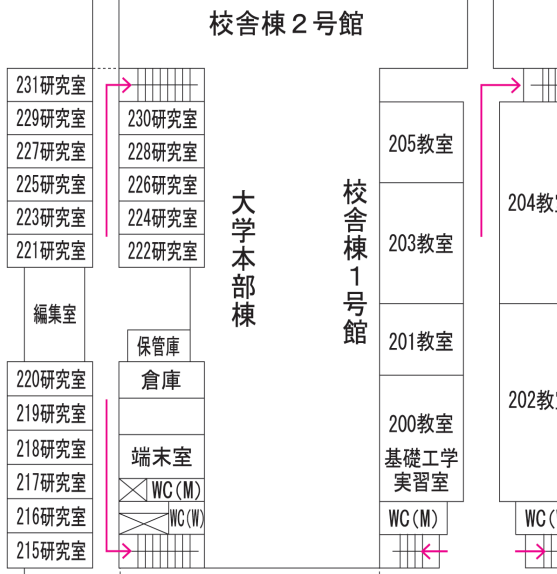 校舎棟２号館
231研究室
229研究室
227研究室
225研究室
223研究室
221研究室
編集室
220研究室
219研究室
218研究室
217研究室
216研究室
215研究室
230研究室
228研究室
226研究室
224研究室
222研究室
保管庫
倉庫
端末室
WC(M)
WC(W)
大学本部棟
校舎棟１号館
205教室
203教室
201教室
200教室
基礎工学
実習室
WC(M)
204教
202教
WC(